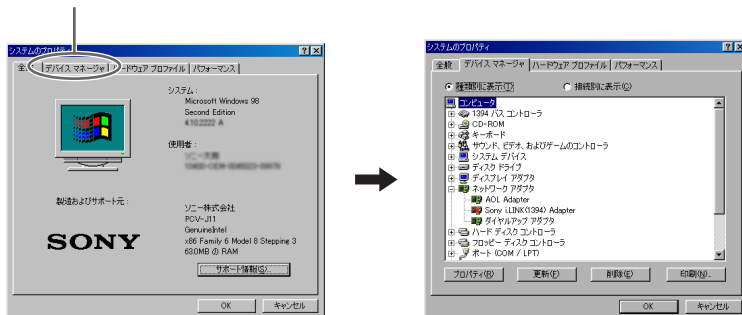 システムのプロパティ
デバイス マネージャ
ハードウェア プロファイル
パフォーマンス
システム :
Microsoft Windows 98
Second Edition
4.10.2222 A
使用者 :
製造およびサポート元 :
SONY
ソニー株式会社
PCV-J11
GenuineIntel
x86 Family 6 Model 8 Stepping 3
63.0MB の RAM
サポート情報(S)...
OK
キャンセル
システムのプロパティ
全般
デバイス マネージャ
ハードウェア プロファイル
パフォーマンス
種類別に表示(T)
接続別に表示(C)
コンピュータ
1394 バス コントローラ
CD-ROM
キーボード
サウンド、ビデオ、およびゲームのコントローラ
システム デバイス
ディスク ドライブ
ディスプレイ アダプタ
ネットワーク アダプタ
AOL Adapter
Sony i.LINK(1394) Adapter
ダイヤルアップ アダプタ
ハード ディスク コントローラ
フロッピー ディスク コントローラ
ポート (COM / LPT)
プロパティ(R)
更新(F)
削除(E)
印刷(N)...
OK
キャンセル